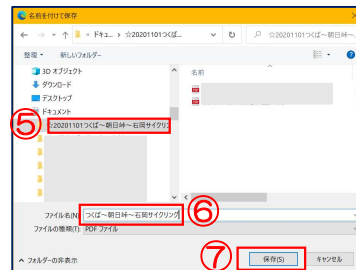 名前を付けて保存
← → ↑ « ドキュ... › ☆20201101つくば... ↻ ☆20201101つくば～朝日...
整理 新しいフォルダー ?
3D オブジェクト 名前
ダウンロード
デスクトップ
ドキュメント
⑤ ☆20201101つくば～朝日峠～石岡サイクリン
ファイル名(N): つくば～朝日峠～石岡サイクリング ⑥
ファイルの種類(T): PDF ファイル
⑦
フォルダーの非表示 保存(S) キャンセル